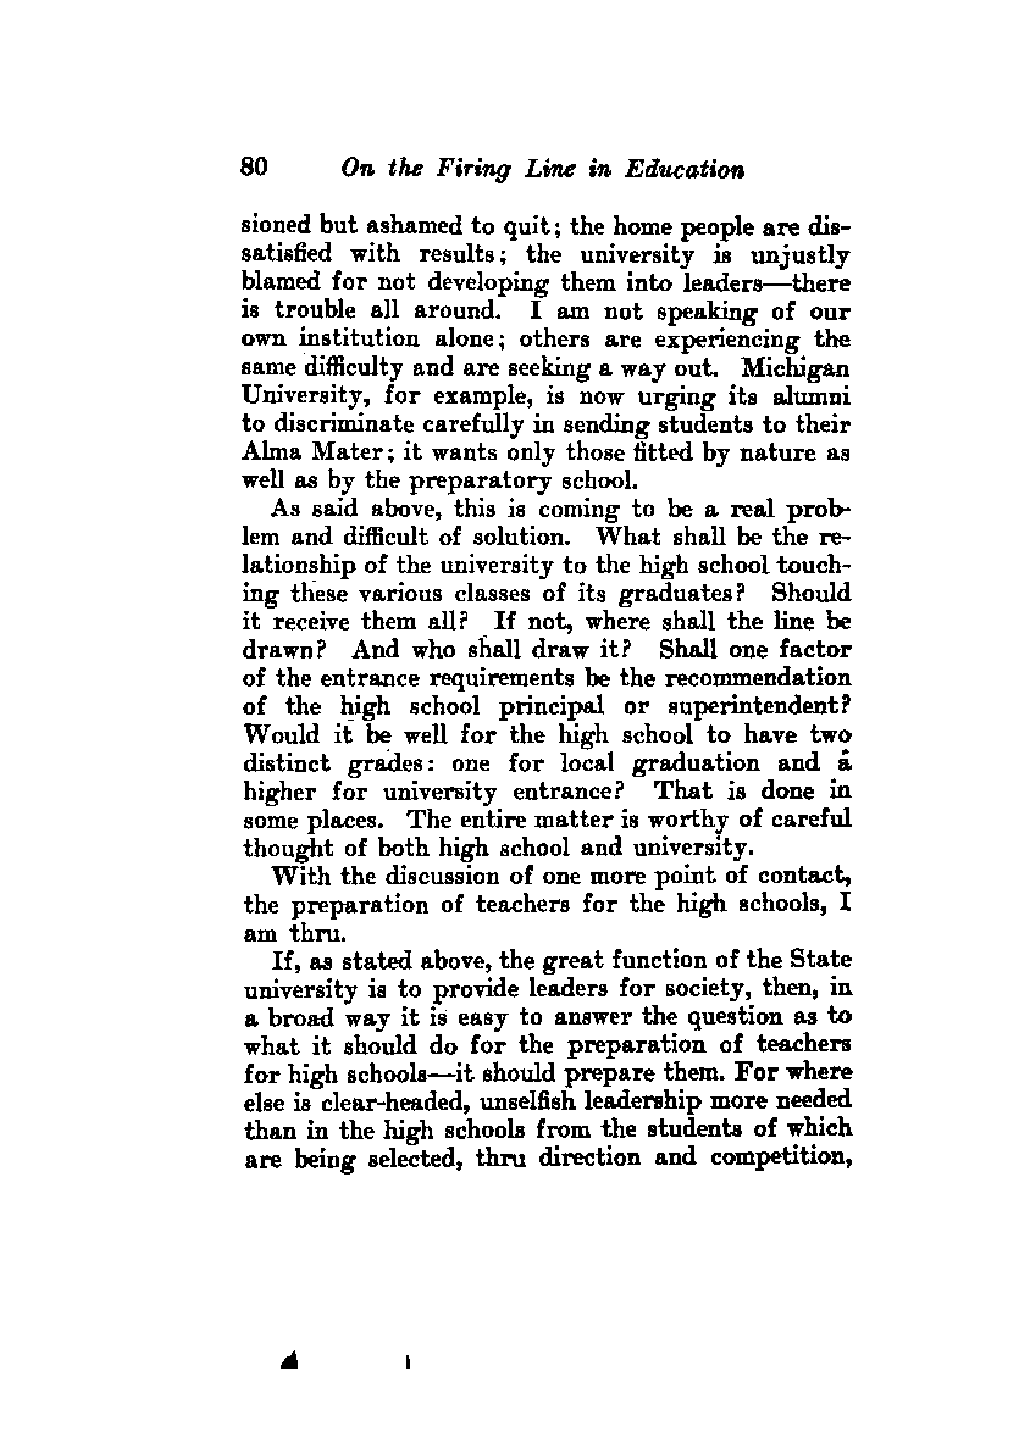 80 On the Firing Line in Education
sioned but ashamed to quit; the home people are dis-
satisfied with results; the university is unjustly
blamed for not developing them into leaders—there
is trouble all around. I am not speaking of our
own institution alone; others are experiencing the
same difficulty and are seeking a way out. Michigan
University, for example, is now urging its alumni
to discriminate carefully in sending students to their
Alma Mater; it wants only those fitted by nature as
well as by the preparatory school.
As said above, this is coming to be a real prob-
lem and difficult of solution. What shall be the re-
lationship of the university to the high school touch-
ing these various classes of its graduates? Should
it receive them all? If not, where shall the line be
drawn? And who shall draw it? Shall one factor
of the entrance requirements be the recommendation
of the high school principal or superintendent?
Would it be well for the high school to have two
distinct grades: one for local graduation and a
higher for university entrance? That is done in
some places. The entire matter is worthy of careful
thought of both high school and university.
With the discussion of one more point of contact,
the preparation of teachers for the high schools, I
am thru.
If, as stated above, the great function of the State
university is to provide leaders for society, then, in
a broad way it is easy to answer the question as to
what it should do for the preparation of teachers
for high schools—it should prepare them. For where
else is clear-headed, unselfish leadership more needed
than in the high schools from the students of which
are being selected, thru direction and competition,